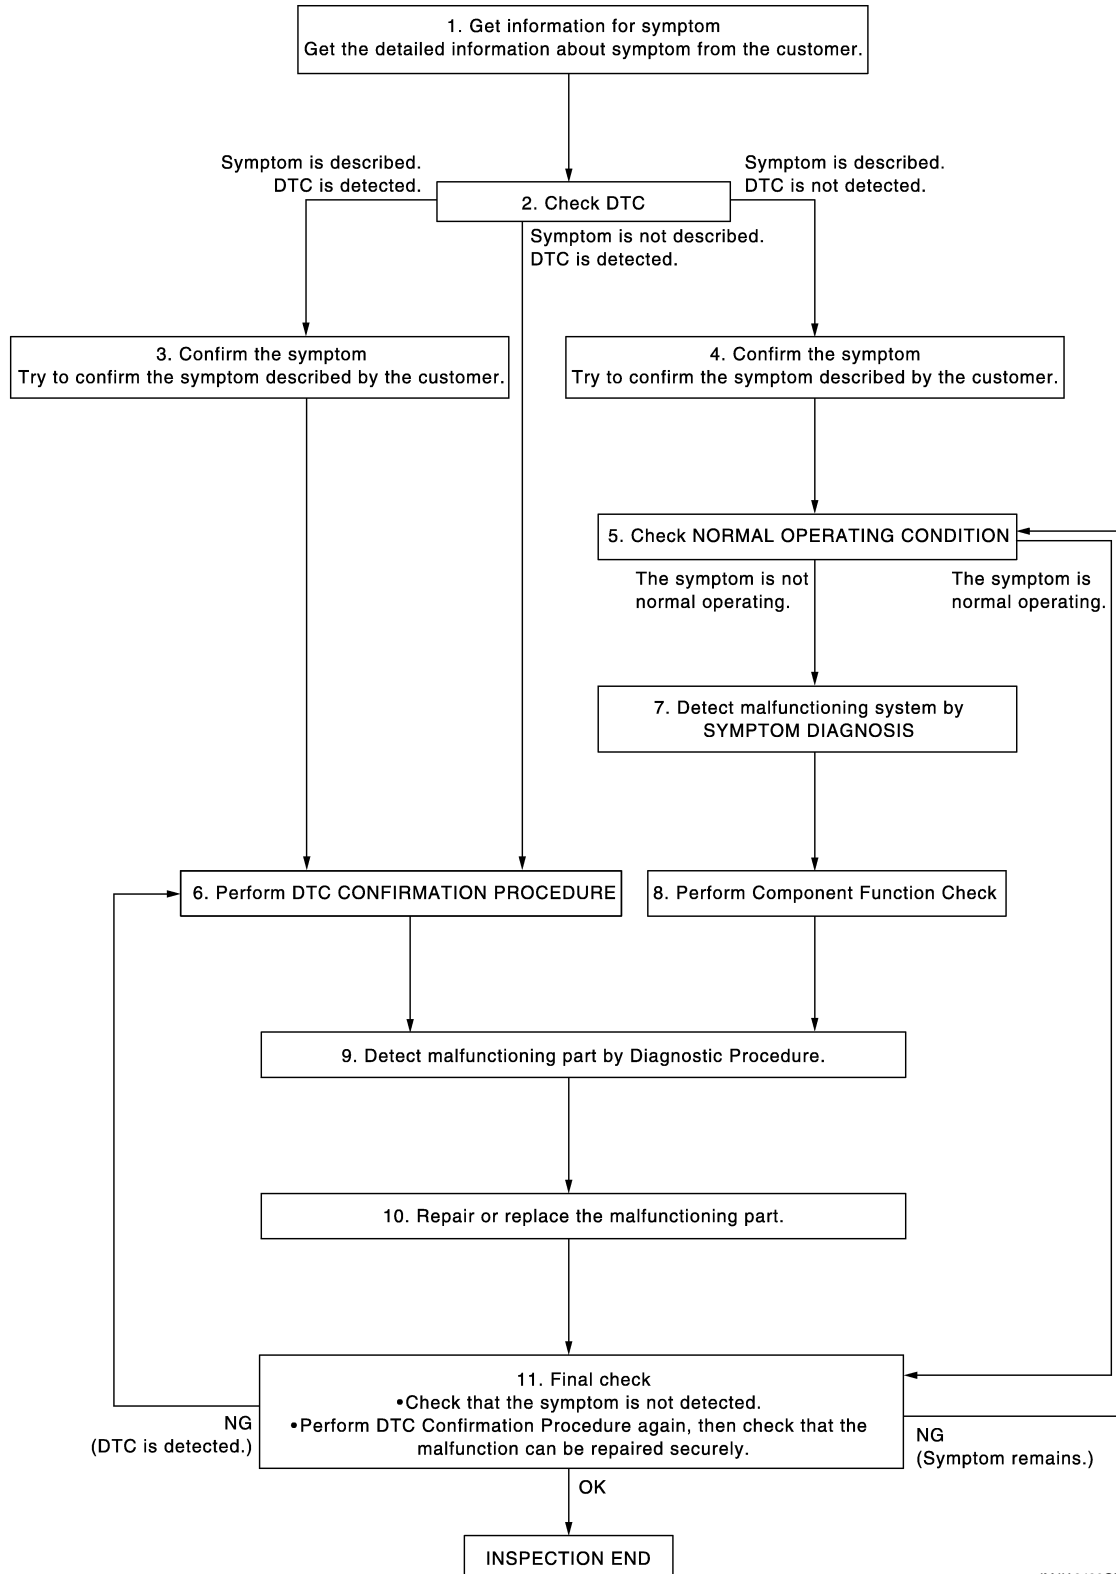 1. Get information for symptom
Get the detailed information about symptom from the customer.
Symptom is described.
DTC is detected.
Symptom is described.
DTC is not detected.
2. Check DTC
Symptom is not described.
DTC is detected.
3. Confirm the symptom
Try to confirm the symptom described by the customer.
4. Confirm the symptom
Try to confirm the symptom described by the customer.
5. Check NORMAL OPERATING CONDITION
The symptom is not
normal operating.
The symptom is
normal operating.
7. Detect malfunctioning system by
SYMPTOM DIAGNOSIS
6. Perform DTC CONFIRMATION PROCEDURE
8. Perform Component Function Check
9. Detect malfunctioning part by Diagnostic Procedure.
10. Repair or replace the malfunctioning part.
11. Final check
•Check that the symptom is not detected.
•Perform DTC Confirmation Procedure again, then check that the
malfunction can be repaired securely.
NG
(DTC is detected.)
NG
(Symptom remains.)
OK
INSPECTION END